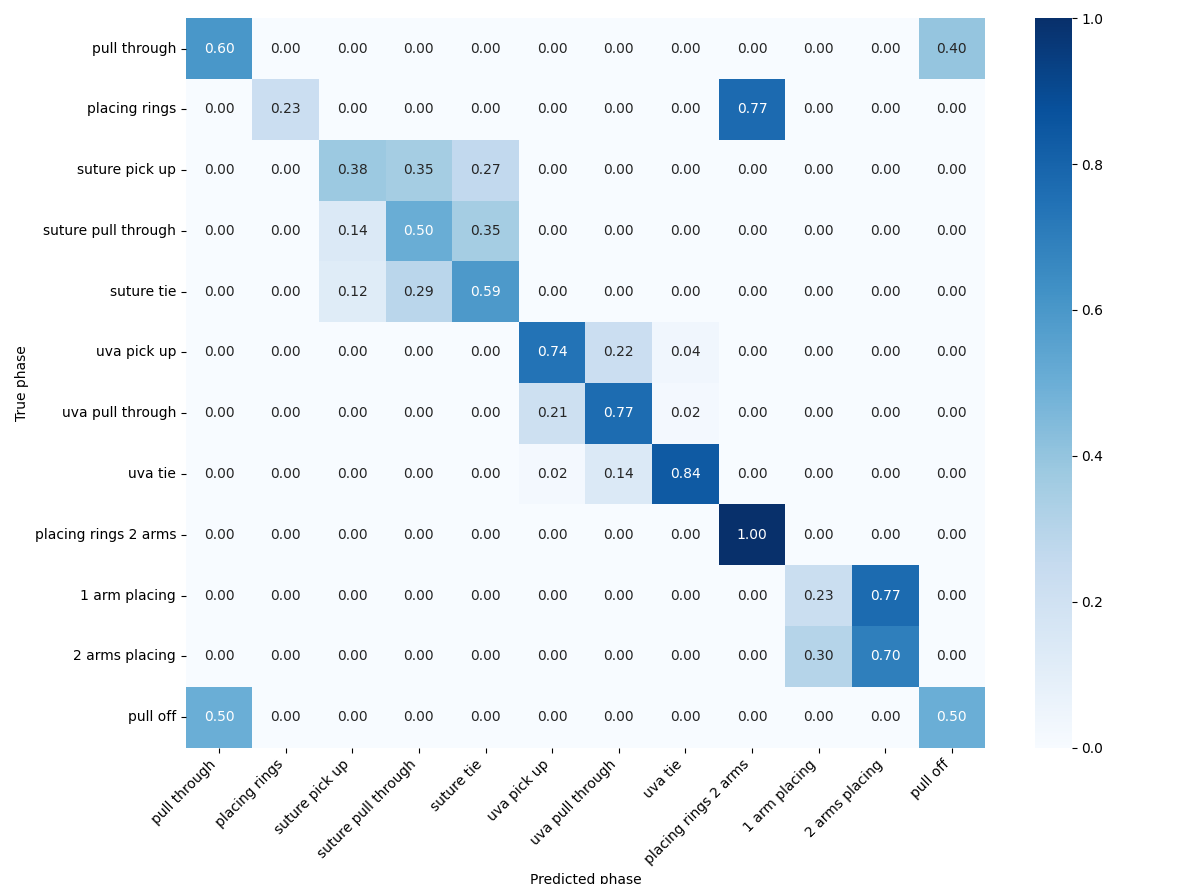 pull through 0.60 0.00 0.00 0.00 0.00 0.00 0.00 0.00 0.00 0.00 0.00 0.40
placing rings 0.00 0.23 0.00 0.00 0.00 0.00 0.00 0.00 0.77 0.00 0.00 0.00
suture pick up 0.00 0.00 0.38 0.35 0.27 0.00 0.00 0.00 0.00 0.00 0.00 0.00
suture pull through 0.00 0.00 0.14 0.50 0.35 0.00 0.00 0.00 0.00 0.00 0.00 0.00
suture tie 0.00 0.00 0.12 0.29 0.59 0.00 0.00 0.00 0.00 0.00 0.00 0.00
uva pick up 0.00 0.00 0.00 0.00 0.00 0.74 0.22 0.04 0.00 0.00 0.00 0.00
uva pull through 0.00 0.00 0.00 0.00 0.00 0.21 0.77 0.02 0.00 0.00 0.00 0.00
uva tie 0.00 0.00 0.00 0.00 0.00 0.02 0.14 0.84 0.00 0.00 0.00 0.00
placing rings 2 arms 0.00 0.00 0.00 0.00 0.00 0.00 0.00 0.00 1.00 0.00 0.00 0.00
1 arm placing 0.00 0.00 0.00 0.00 0.00 0.00 0.00 0.00 0.00 0.23 0.77 0.00
2 arms placing 0.00 0.00 0.00 0.00 0.00 0.00 0.00 0.00 0.00 0.30 0.70 0.00
pull off 0.50 0.00 0.00 0.00 0.00 0.00 0.00 0.00 0.00 0.00 0.00 0.50
True phase
pull through
placing rings
suture pick up
suture pull through
suture tie
uva pick up
uva pull through
uva tie
placing rings 2 arms
1 arm placing
2 arms placing
pull off
Predicted phase
1.0
0.8
0.6
0.4
0.2
0.0